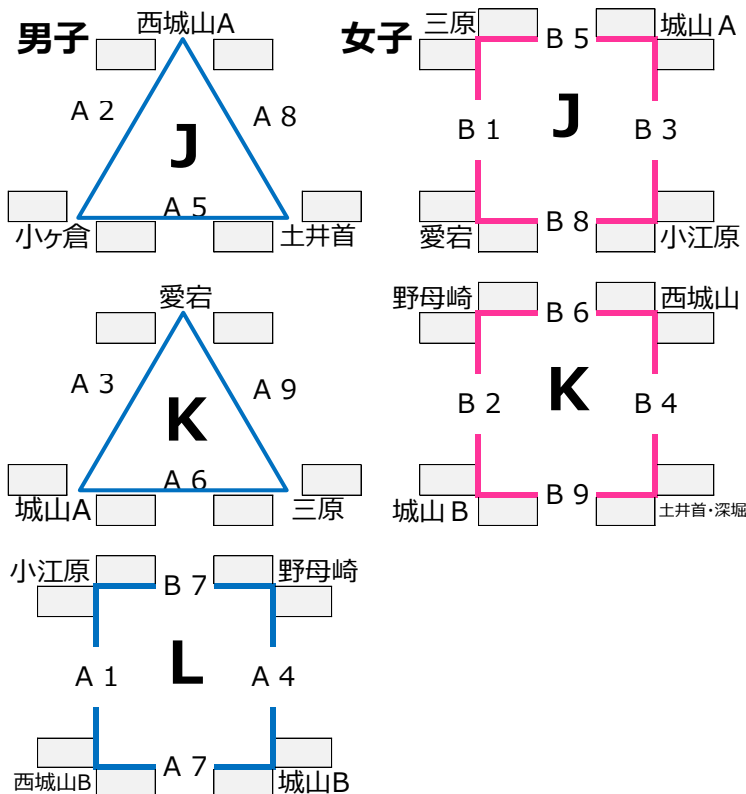 男子
西城山A
A 2
A 8
J
A 5
小ヶ倉
土井首
愛宕
A 3
A 9
K
A 6
城山A
三原
小江原
野母崎
B 7
A 1
L
A 4
A 7
西城山B
城山B
女子
三原
城山A
B 5
B 1
J
B 3
B 8
愛宕
小江原
野母崎
西城山
B 6
B 2
K
B 4
B 9
城山B
土井首・深堀